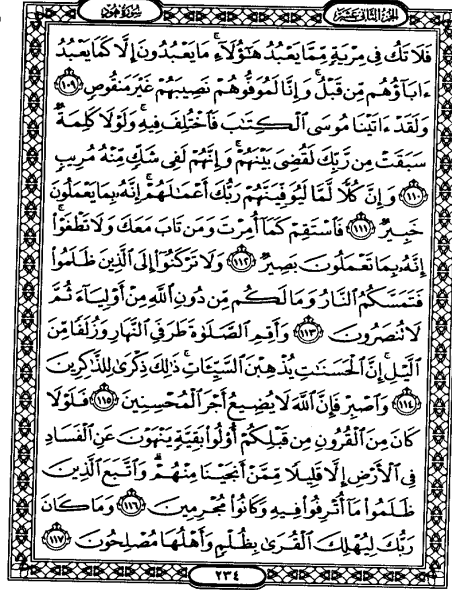 سورة هود
الجزء الثاني عشر
فَلَا تَكُ فِى مِرْيَةٍ مِّمَّا يَعْبُدُ هَٰٓؤُلَآءِ ۚ مَا يَعْبُدُونَ إِلَّا كَمَا يَعْبُدُ
ءَابَآؤُهُم مِّن قَبْلُ ۚ وَإِنَّا لَمُوَفُّوهُمْ نَصِيبَهُمْ غَيْرَ مَنقُوصٍ ١٠٩
وَلَقَدْ ءَاتَيْنَا مُوسَى ٱلْكِتَٰبَ فَٱخْتُلِفَ فِيهِ ۚ وَلَوْلَا كَلِمَةٌ
سَبَقَتْ مِن رَّبِّكَ لَقُضِىَ بَيْنَهُمْ ۚ وَإِنَّهُمْ لَفِى شَكٍّ مِّنْهُ مُرِيبٍ
١١٠ وَإِنَّ كُلًّا لَّمَّا لَيُوَفِّيَنَّهُمْ رَبُّكَ أَعْمَٰلَهُمْ ۚ إِنَّهُۥ بِمَا يَعْمَلُونَ
خَبِيرٌ ١١١ فَٱسْتَقِمْ كَمَآ أُمِرْتَ وَمَن تَابَ مَعَكَ وَلَا تَطْغَوْا۟ ۚ
إِنَّهُۥ بِمَا تَعْمَلُونَ بَصِيرٌ ١١٢ وَلَا تَرْكَنُوٓا۟ إِلَى ٱلَّذِينَ ظَلَمُوا۟
فَتَمَسَّكُمُ ٱلنَّارُ وَمَا لَكُم مِّن دُونِ ٱللَّهِ مِنْ أَوْلِيَآءَ ثُمَّ
لَا تُنصَرُونَ ١١٣ وَأَقِمِ ٱلصَّلَوٰةَ طَرَفَىِ ٱلنَّهَارِ وَزُلَفًا مِّنَ
ٱلَّيْلِ ۚ إِنَّ ٱلْحَسَنَٰتِ يُذْهِبْنَ ٱلسَّيِّـَٔاتِ ۚ ذَٰلِكَ ذِكْرَىٰ لِلذَّٰكِرِينَ
١١٤ وَٱصْبِرْ فَإِنَّ ٱللَّهَ لَا يُضِيعُ أَجْرَ ٱلْمُحْسِنِينَ ١١٥ فَلَوْلَا
كَانَ مِنَ ٱلْقُرُونِ مِن قَبْلِكُمْ أُو۟لُوا۟ بَقِيَّةٍ يَنْهَوْنَ عَنِ ٱلْفَسَادِ
فِى ٱلْأَرْضِ إِلَّا قَلِيلًا مِّمَّنْ أَنجَيْنَا مِنْهُمْ ۗ وَٱتَّبَعَ ٱلَّذِينَ
ظَلَمُوا۟ مَآ أُتْرِفُوا۟ فِيهِ وَكَانُوا۟ مُجْرِمِينَ ١١٦ وَمَا كَانَ
رَبُّكَ لِيُهْلِكَ ٱلْقُرَىٰ بِظُلْمٍ وَأَهْلُهَا مُصْلِحُونَ ١١٧
٢٣٤